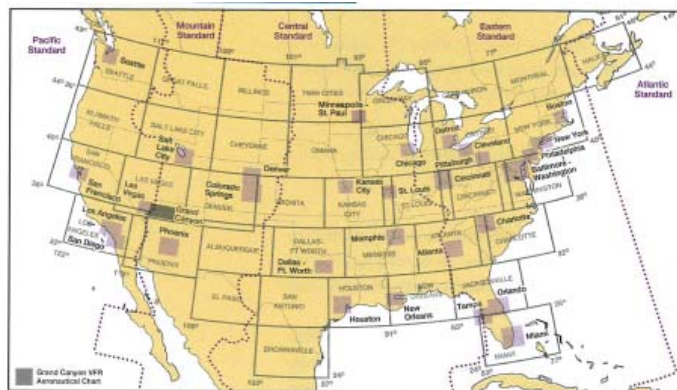 Pacific
Standard
Mountain
Standard
Central
Standard
Eastern
Standard
Atlantic
Standard
Seattle
SEATTLE
GREAT FALLS
BILLINGS
TWIN CITIES
MONTREAL
HALIFAX
Minneapolis
St. Paul
KLAMATH
FALLS
SALT LAKE CITY
Salt
Lake
City
CHEYENNE
OMAHA
CHICAGO
Chicago
Detroit
DETROIT
Cleveland
Pittsburgh
NEW YORK
Boston
New York
Philadelphia
Baltimore-
Washington
WASHINGTON
SAN
FRANCISCO
San
Francisco
LAS VEGAS
Las
Vegas
Grand
Canyon
Colorado
Springs
Denver
DENVER
WICHITA
Kansas
City
KANSAS
CITY
St. Louis
ST LOUIS
Cincinnati
CINCINNATI
Los Angeles
LOS
ANGELES
San Diego
Phoenix
PHOENIX
ALBUQUERQUE
DALLAS-
FT WORTH
Dallas -
Ft. Worth
Memphis
MEMPHIS
Atlanta
ATLANTA
Charlotte
CHARLOTTE
EL PASO
SAN
ANTONIO
HOUSTON
Houston
NEW
ORLEANS
New
Orleans
JACKSONVILLE
Orlando
Tampa
Miami
MIAMI
BROWNSVILLE
Grand Canyon VFR
Aeronautical Chart